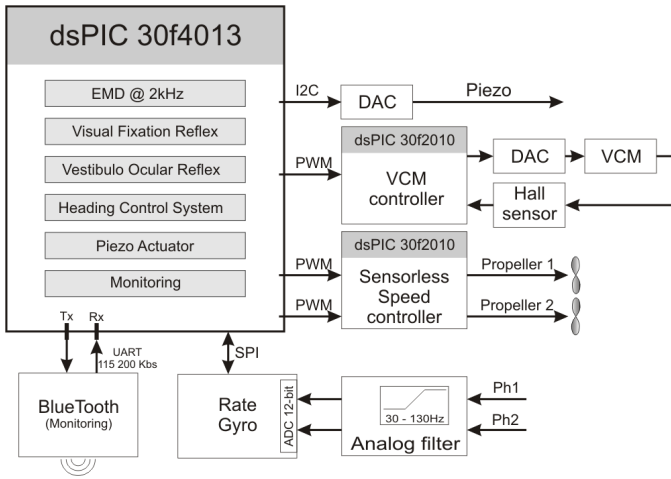 dsPIC 30f4013
EMD @ 2kHz
Visual Fixation Reflex
Vestibulo Ocular Reflex
Heading Control System
Piezo Actuator
Monitoring
I2C
DAC
Piezo
PWM
dsPIC 30f2010
VCM
controller
DAC
VCM
Hall
sensor
PWM
PWM
dsPIC 30f2010
Sensorless
Speed
controller
Propeller 1
Propeller 2
Tx
Rx
UART
115 200 Kbs
SPI
BlueTooth
(Monitoring)
Rate
Gyro
ADC 12-bit
30 - 130Hz
Analog filter
Ph1
Ph2